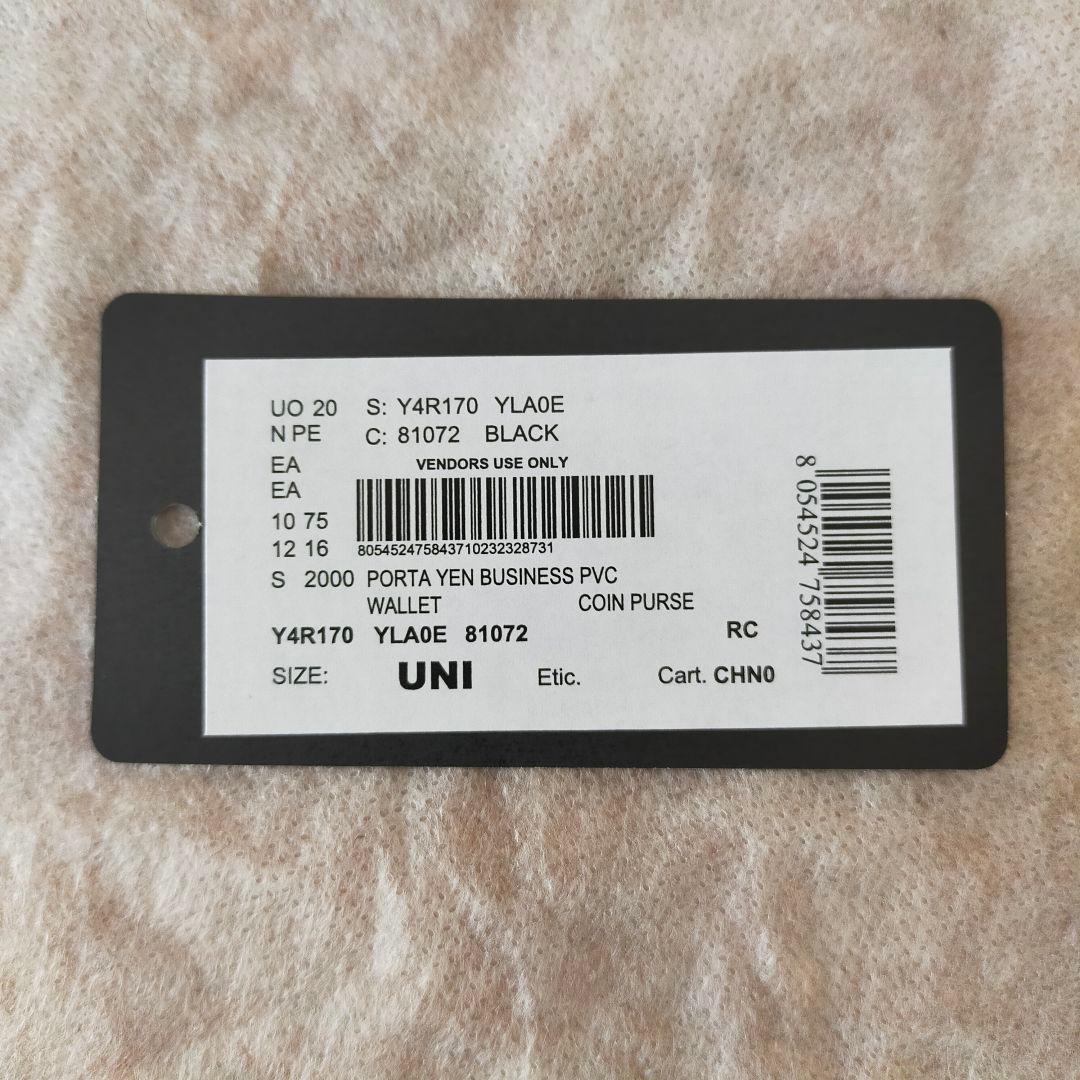 UO 20 S: Y4R170 YLA0E
N PE C: 81072 BLACK
EA VENDORS USE ONLY
EA
10 75
12 16 805452475843710232328731
S 2000 PORTA YEN BUSINESS PVC
WALLET COIN PURSE
Y4R170 YLA0E 81072 RC
SIZE: UNI Etic. Cart. CHN0
8 054524 758437